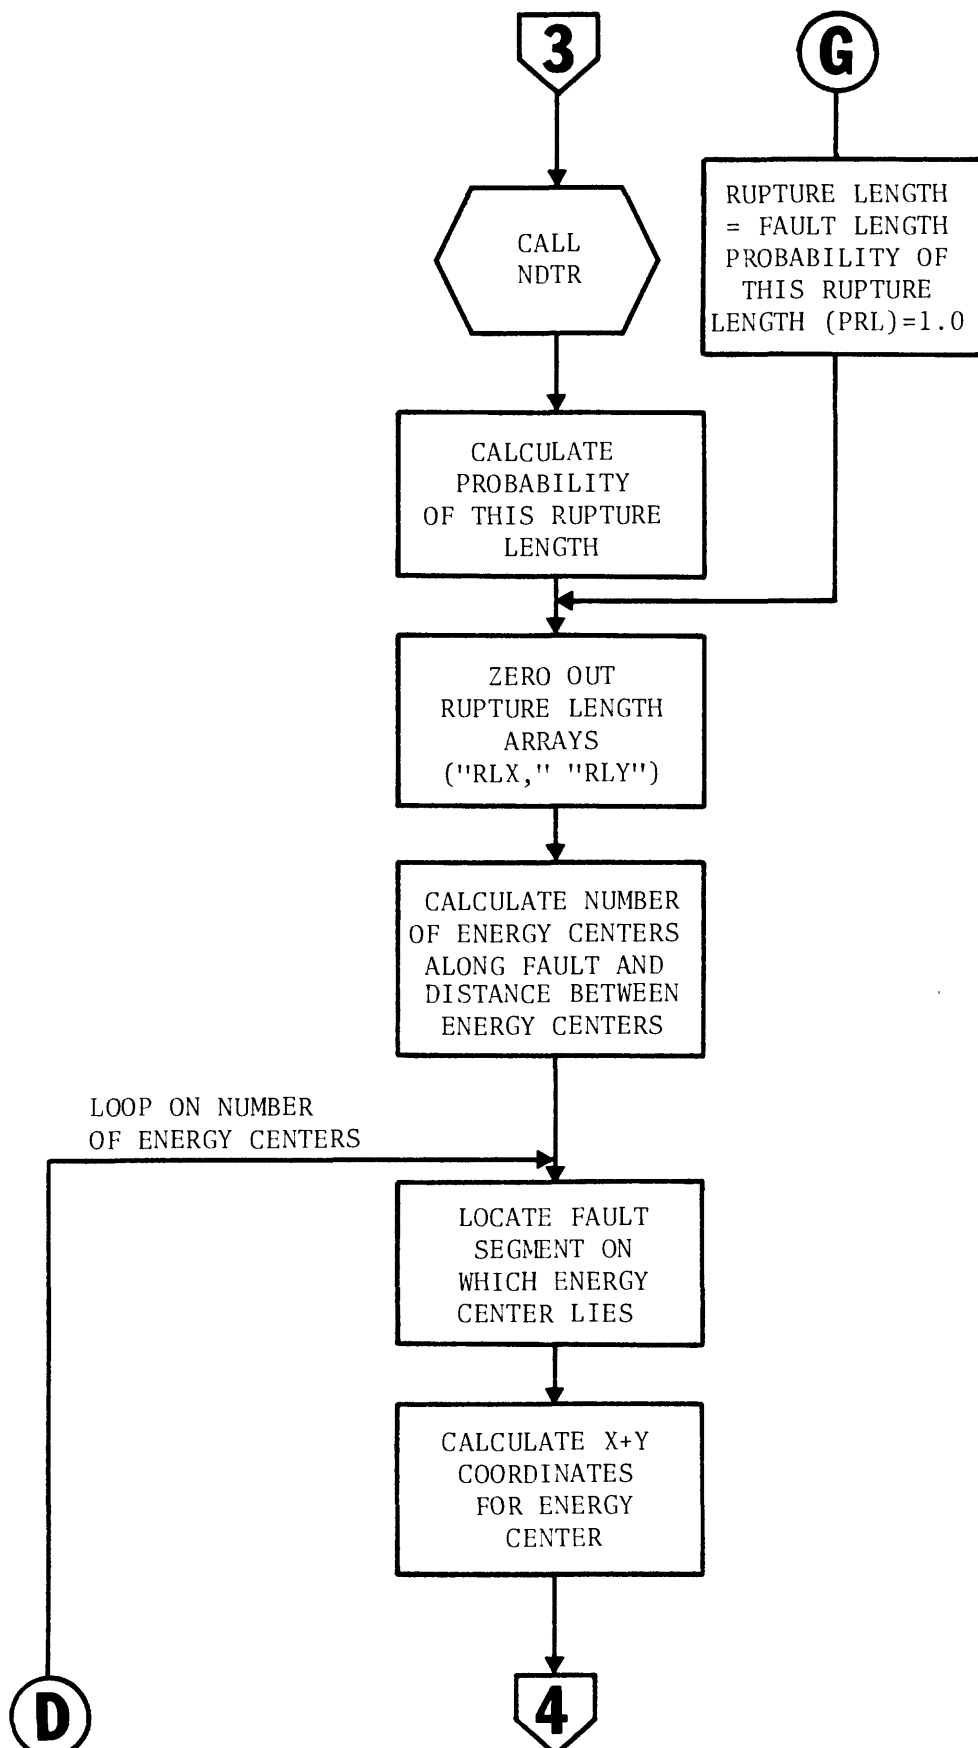 3
G
RUPTURE LENGTH
= FAULT LENGTH
PROBABILITY OF
THIS RUPTURE
LENGTH (PRL)=1.0
CALL
NDTR
CALCULATE
PROBABILITY
OF THIS RUPTURE
LENGTH
ZERO OUT
RUPTURE LENGTH
ARRAYS
("RLX," "RLY")
CALCULATE NUMBER
OF ENERGY CENTERS
ALONG FAULT AND
DISTANCE BETWEEN
ENERGY CENTERS
LOOP ON NUMBER
OF ENERGY CENTERS
LOCATE FAULT
SEGMENT ON
WHICH ENERGY
CENTER LIES
CALCULATE X+Y
COORDINATES
FOR ENERGY
CENTER
D
4